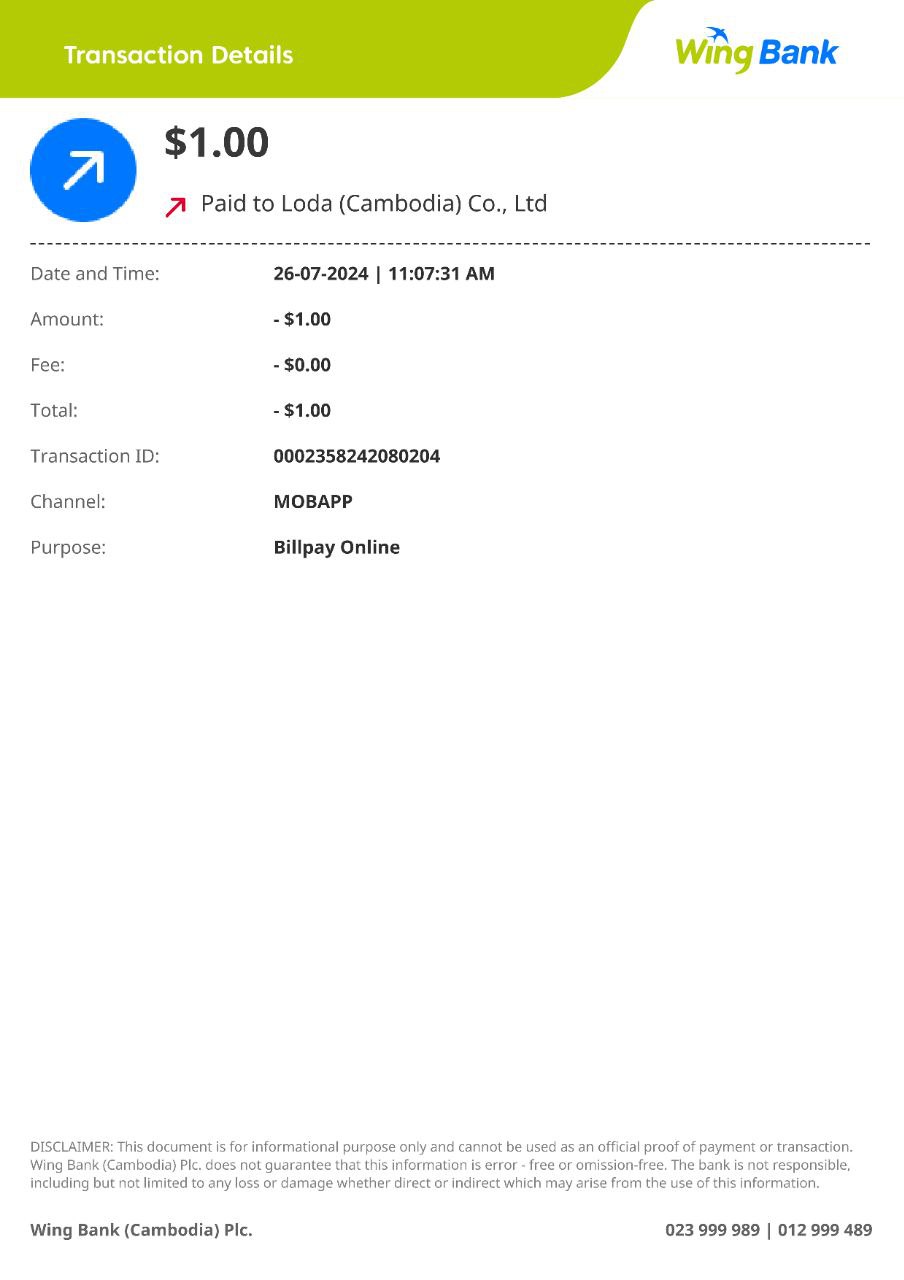 Transaction Details
Wing Bank
$1.00
Paid to Loda (Cambodia) Co., Ltd
Date and Time: 26-07-2024 | 11:07:31 AM
Amount: - $1.00
Fee: - $0.00
Total: - $1.00
Transaction ID: 0002358242080204
Channel: MOBAPP
Purpose: Billpay Online
DISCLAIMER: This document is for informational purpose only and cannot be used as an official proof of payment or transaction.
Wing Bank (Cambodia) Plc. does not guarantee that this information is error - free or omission-free. The bank is not responsible,
including but not limited to any loss or damage whether direct or indirect which may arise from the use of this information.
Wing Bank (Cambodia) Plc. 023 999 989 | 012 999 489